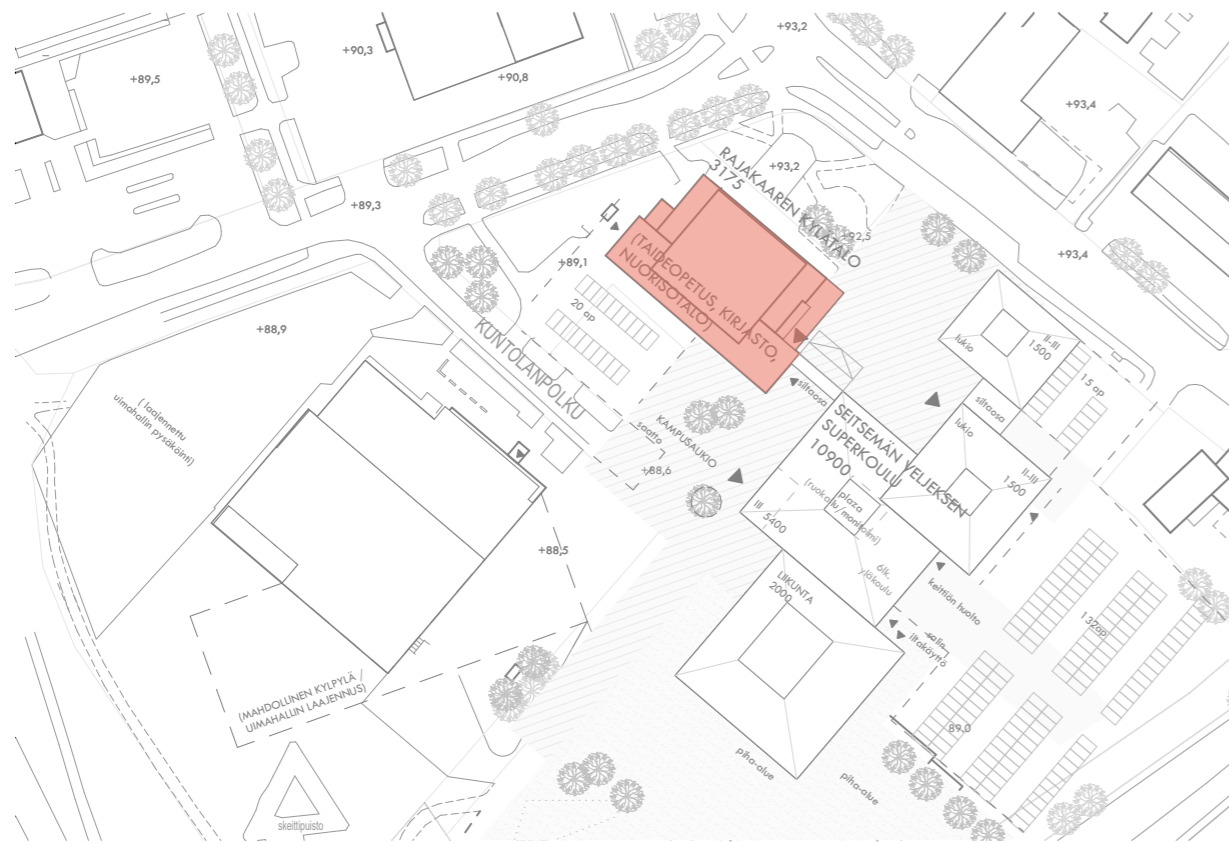 +93,2
+90,3
+89,5
+90,8
+93,4
+93,2
RAJAKAAREN KYLÄTALO
3175
(TAIDEOPETUS, KIRJASTO,
NUORISOTALO)
+89,3
+92,5
+93,4
+89,1
20 ap
+88,9
KUNTOLANPOLKU
( laajennettu
uimahallin pysäköinti)
lukio
II-III
1500
15 ap
siltaosa
siltaosa
SEITSEMÄN VELJEKSEN
SUPERKOULU
10900
lukio
II-III
1500
saatto
KAMPUSAUKIO
+88,6
plaza
(ruokailu/monitoimi)
III 5400
6lk.
yläkoulu
+88,5
LIIKUNTA
2000
keittiön huolto
132ap
salin
iltakäyttö
(MAHDOLLINEN KYLPYLÄ /
UIMAHALLIN LAAJENNUS)
89.0
piha-alue
piha-alue
skeittipuisto